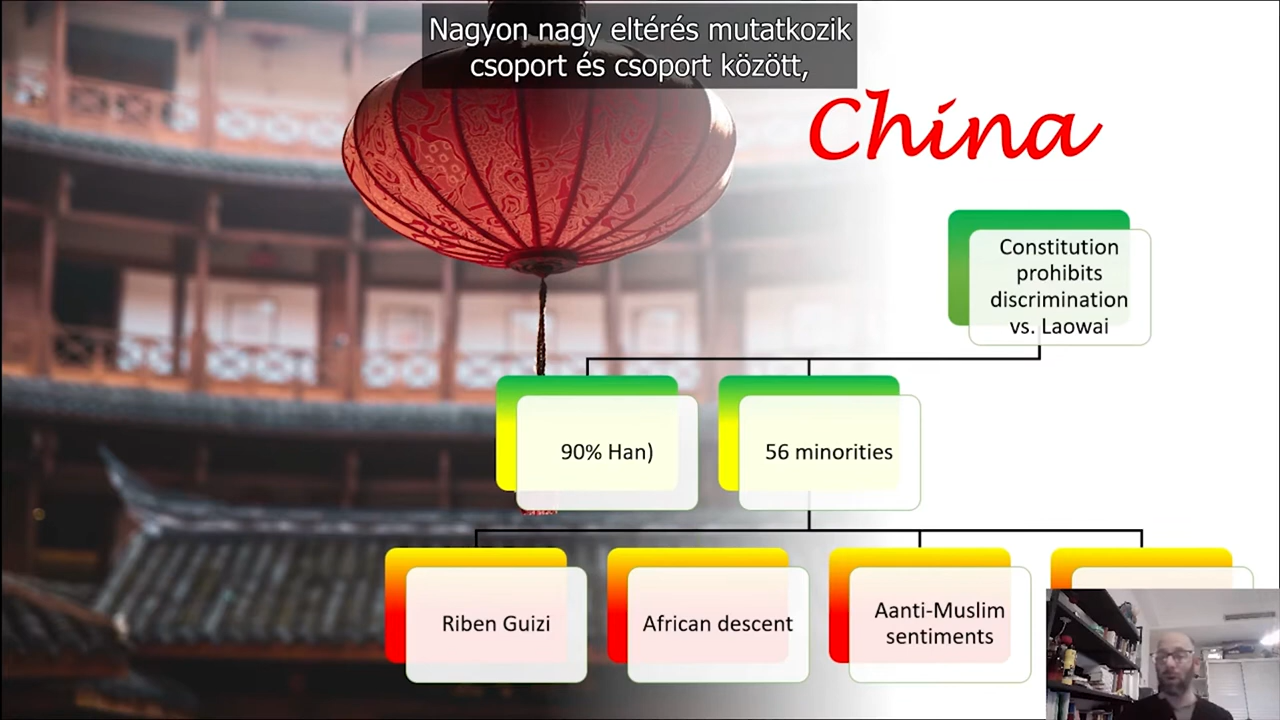 Nagyon nagy eltérés mutatkozik
csoport és csoport között,
China
Constitution
prohibits
discrimination
vs. Laowai
90% Han)
56 minorities
Riben Guizi
African descent
Aanti-Muslim
sentiments